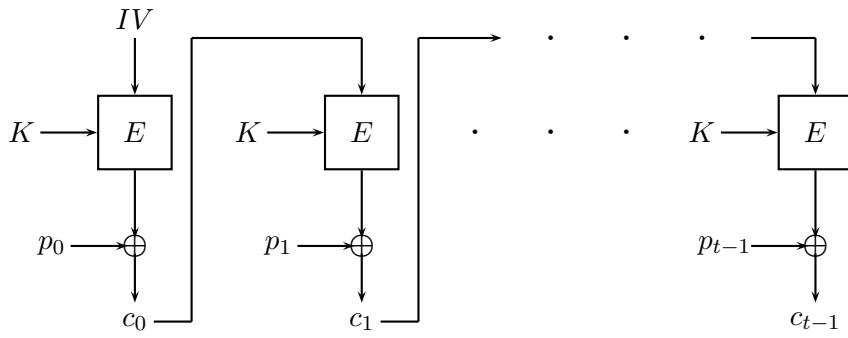 IV
K E K E · · · K E
p₀ ⊕ p₁ ⊕ pₜ₋₁ ⊕
c₀ c₁ cₜ₋₁